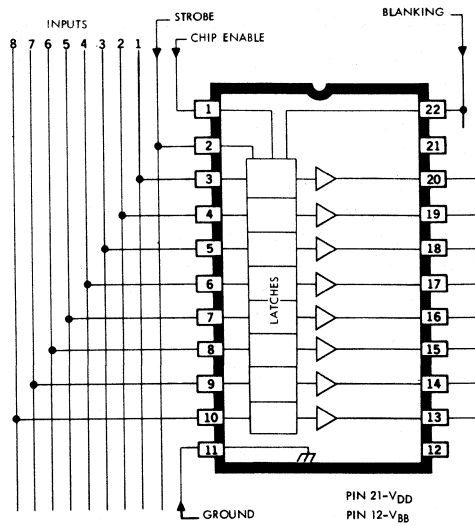 STROBE
BLANKING
INPUTS
CHIP ENABLE
8 7 6 5 4 3 2 1
1 22
2 21
3 20
4 19
5 18
6 17
LATCHES
7 16
8 15
9 14
10 13
11 12
GROUND
PIN 21-VDD
PIN 12-VBB